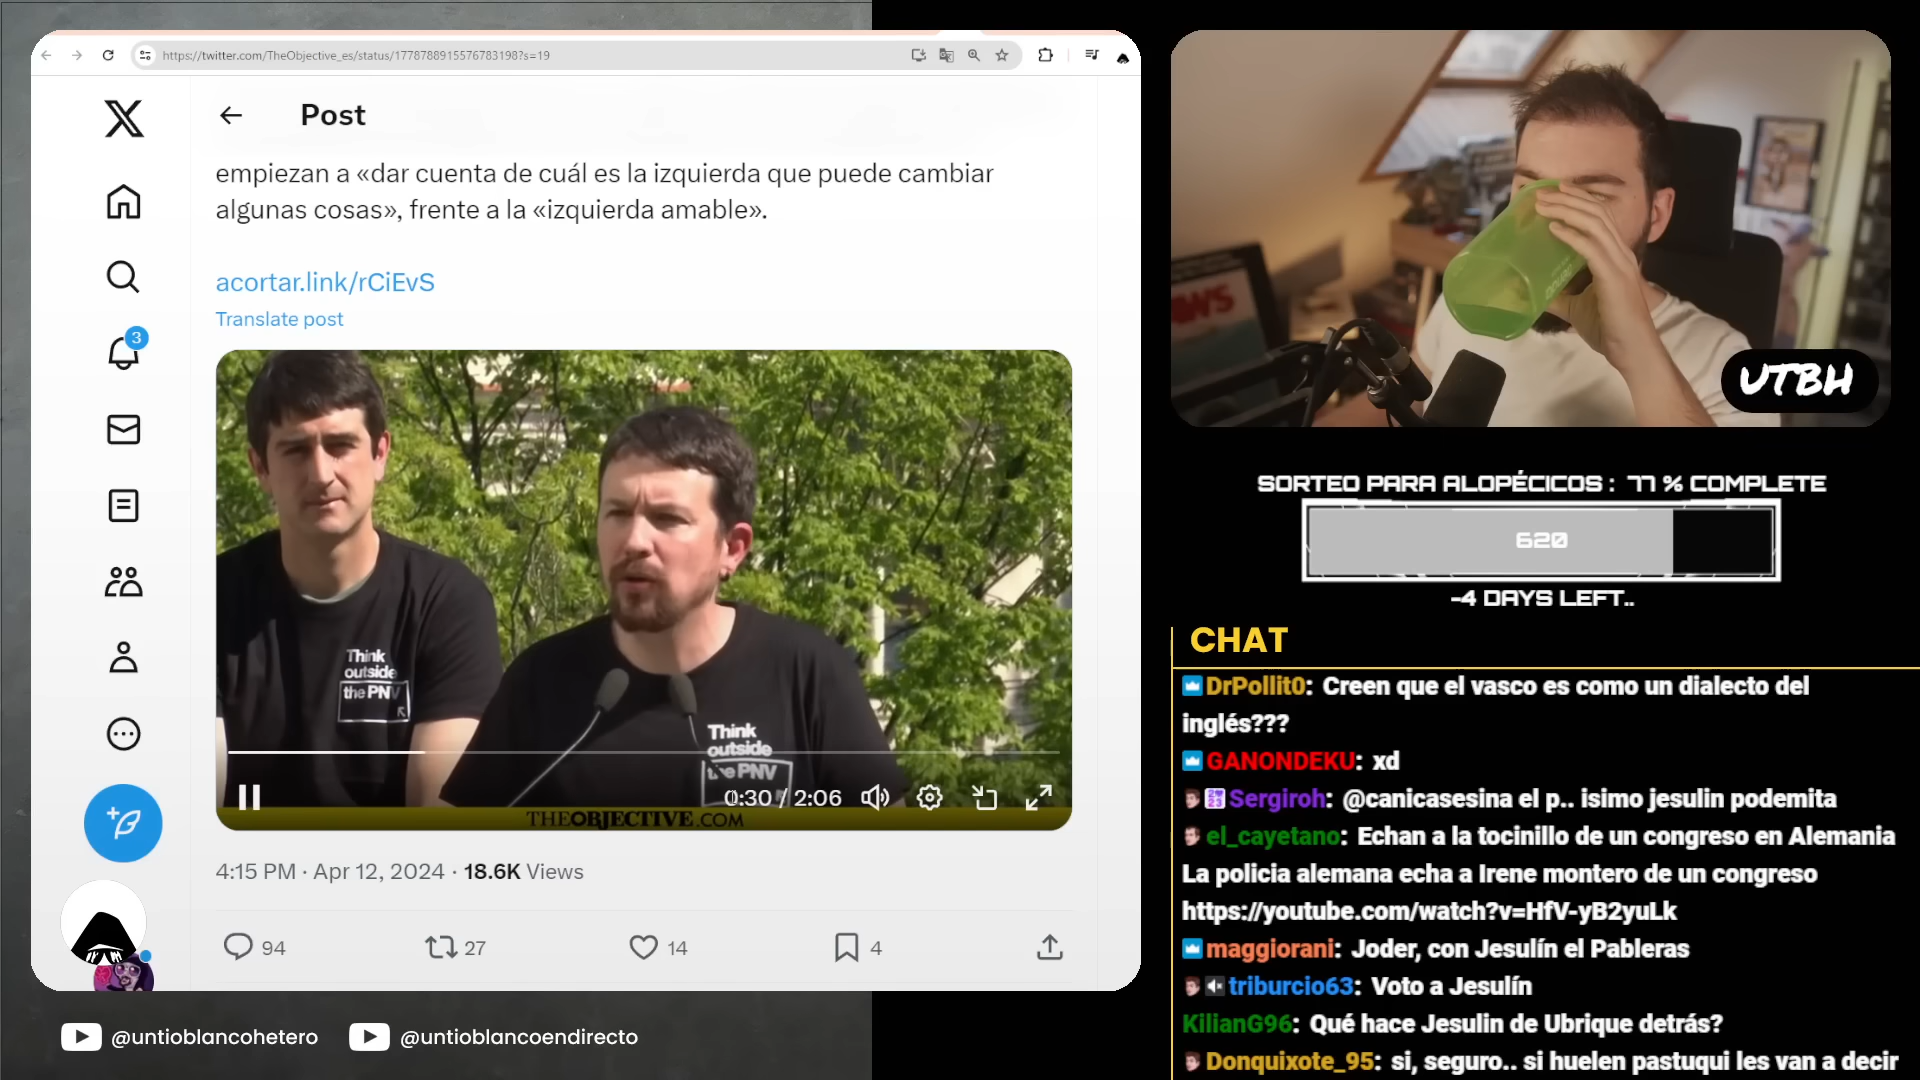 https://twitter.com/TheObjective_es/status/1778788915576783198?s=19
Post
empiezan a «dar cuenta de cuál es la izquierda que puede cambiar
algunas cosas», frente a la «izquierda amable».
acortar.link/rCiEvS
Translate post
3
Think
outside
the PNV
Think
outside
the PNV
0:30 / 2:06
THEOBJECTIVE.COM
4:15 PM · Apr 12, 2024 · 18.6K Views
94
27
14
4
@untioblancohetero
@untioblancoendirecto
UTBH
SORTEO PARA ALOPÉCICOS : 77 % COMPLETE
620
-4 DAYS LEFT..
CHAT
DrPollit0: Creen que el vasco es como un dialecto del
inglés???
GANONDEKU: xd
Sergiroh: @canicasesina el p.. isimo jesulin podemita
el_cayetano: Echan a la tocinillo de un congreso en Alemania
La policia alemana echa a Irene montero de un congreso
https://youtube.com/watch?v=HfV-yB2yuLk
maggiorani: Joder, con Jesulín el Pableras
triburcio63: Voto a Jesulín
KilianG96: Qué hace Jesulin de Ubrique detrás?
Donquixote_95: si, seguro.. si huelen pastuqui les van a decir